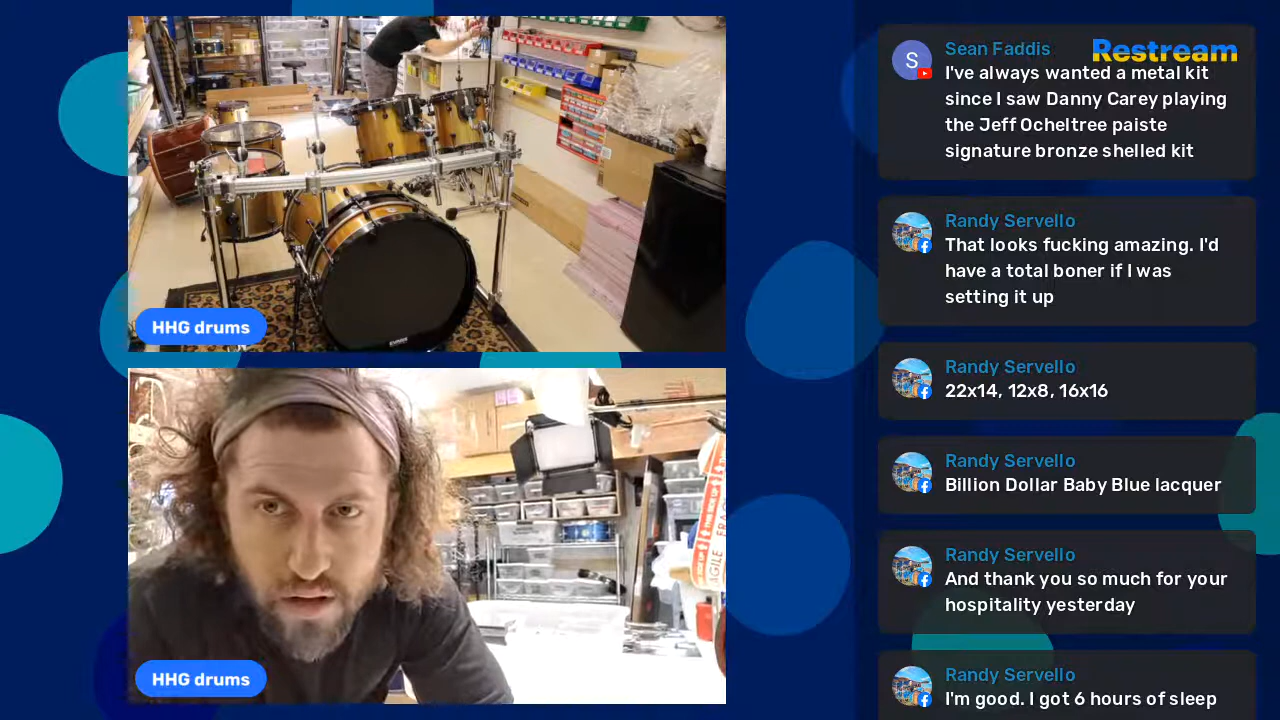 HHG drums
HHG drums
Restream
S
Sean Faddis
I've always wanted a metal kit
since I saw Danny Carey playing
the Jeff Ocheltree paiste
signature bronze shelled kit
Randy Servello
That looks fucking amazing. I'd
have a total boner if I was
setting it up
Randy Servello
22x14, 12x8, 16x16
Randy Servello
Billion Dollar Baby Blue lacquer
Randy Servello
And thank you so much for your
hospitality yesterday
Randy Servello
I'm good. I got 6 hours of sleep
EVANS